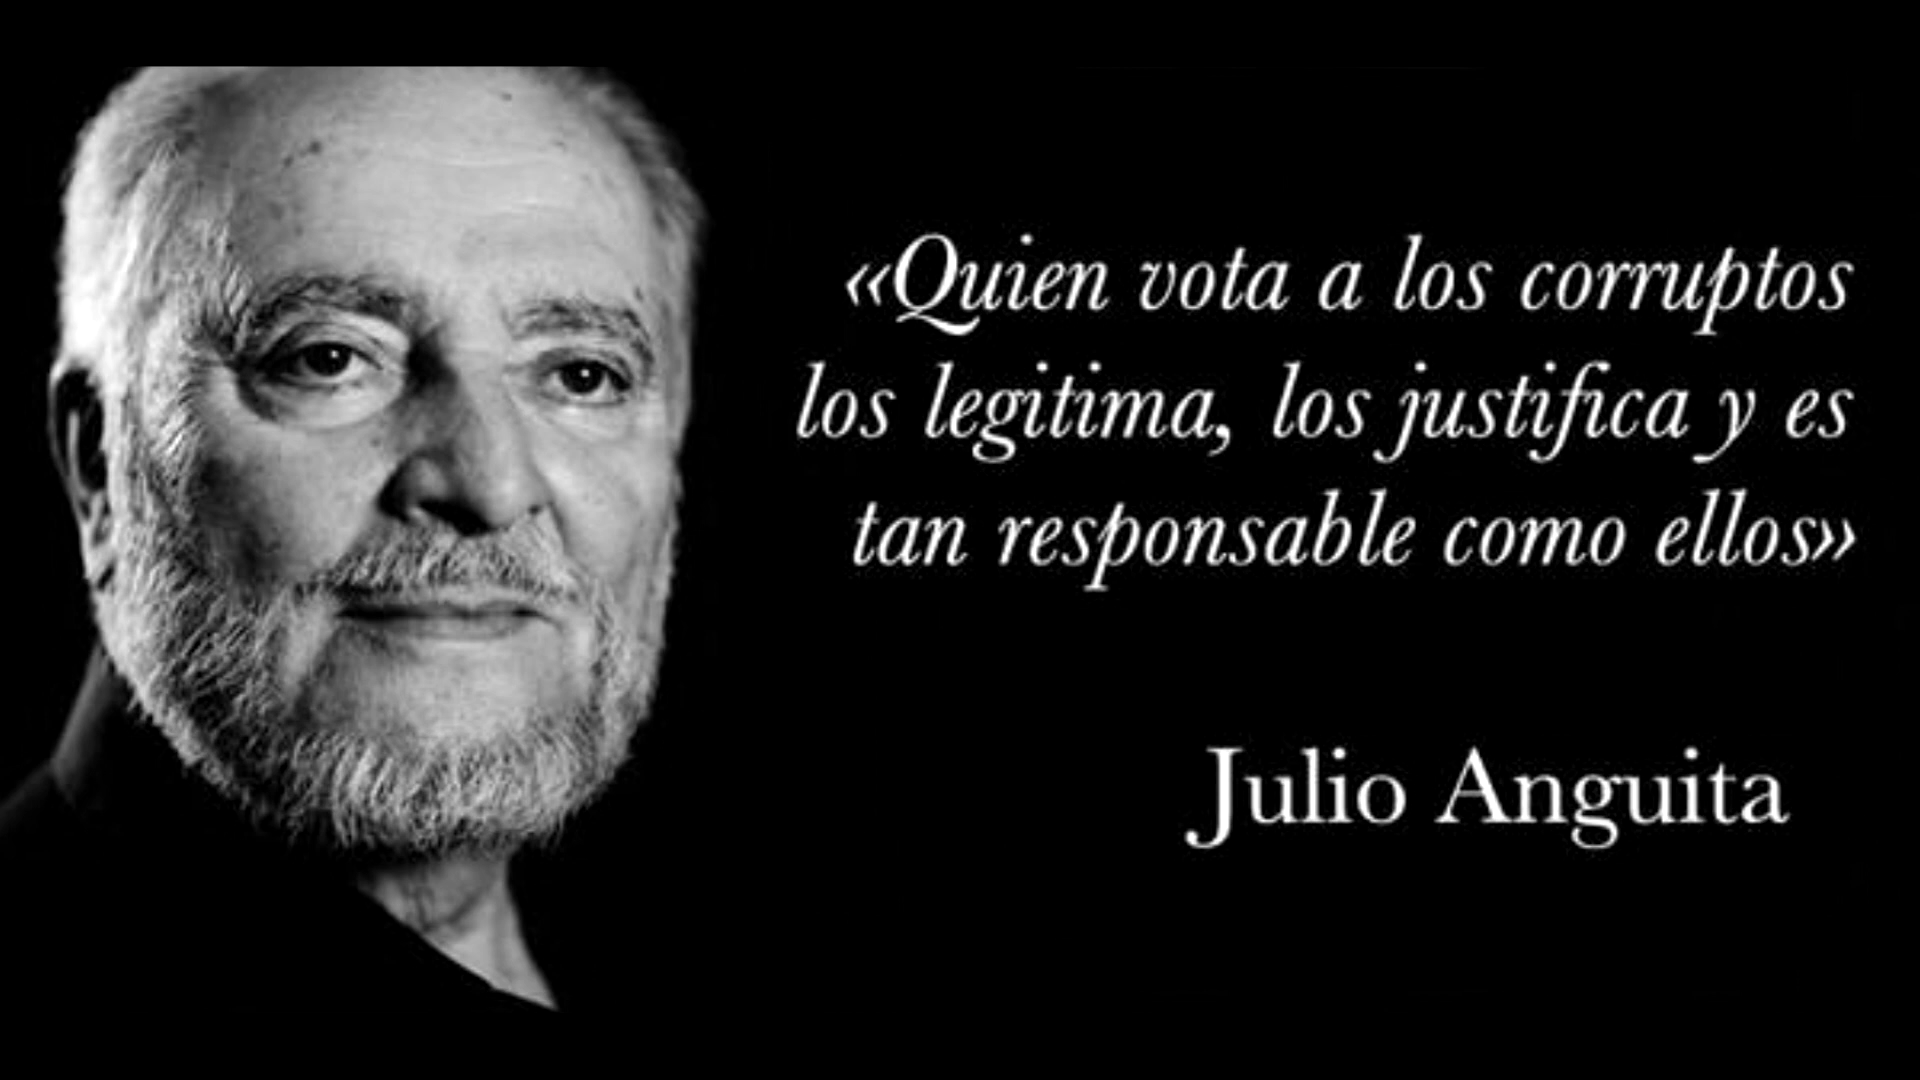 «Quien vota a los corruptos
los legitima, los justifica y es
tan responsable como ellos»
Julio Anguita